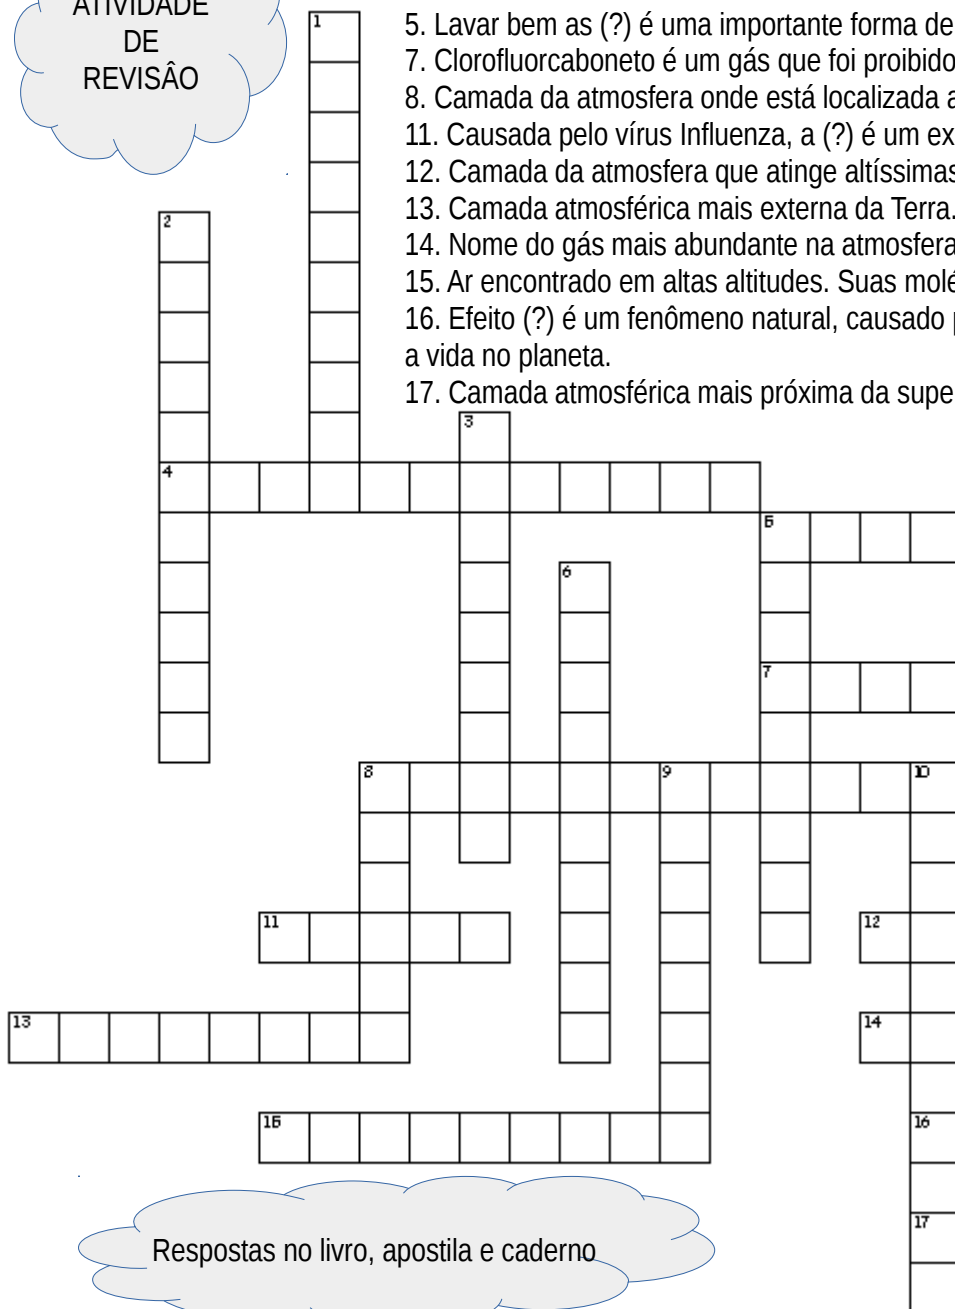 ATIVIDADE
DE
REVISÂO
5. Lavar bem as (?) é uma importante forma de
7. Clorofluorcaboneto é um gás que foi proibido
8. Camada da atmosfera onde está localizada a
11. Causada pelo vírus Influenza, a (?) é um ex
12. Camada da atmosfera que atinge altíssimas
13. Camada atmosférica mais externa da Terra.
14. Nome do gás mais abundante na atmosfera
15. Ar encontrado em altas altitudes. Suas molé
16. Efeito (?) é um fenômeno natural, causado p
a vida no planeta.
17. Camada atmosférica mais próxima da supe
1
2
3
4
5
6
7
8 9 10
11 12
13 14
15 16
17
Respostas no livro, apostila e caderno